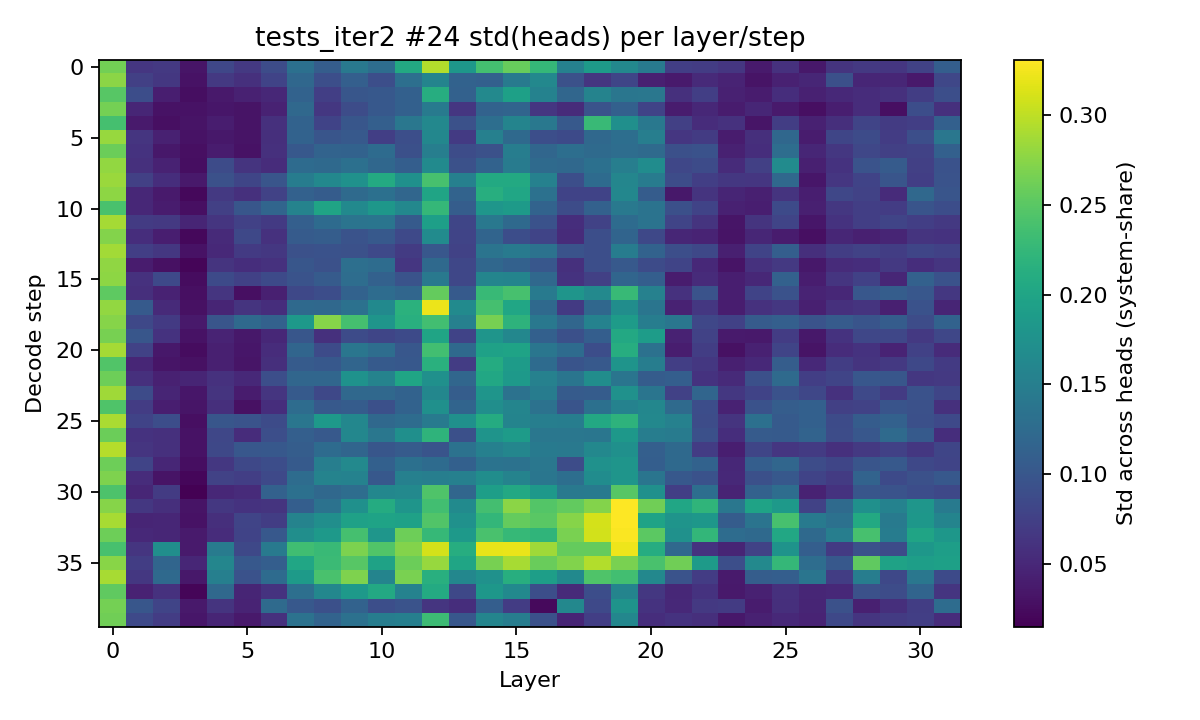 tests_iter2 #24 std(heads) per layer/step
Decode step
0
5
10
15
20
25
30
35
0 5 10 15 20 25 30
Layer
0.30
0.25
0.20
0.15
0.10
0.05
Std across heads (system-share)